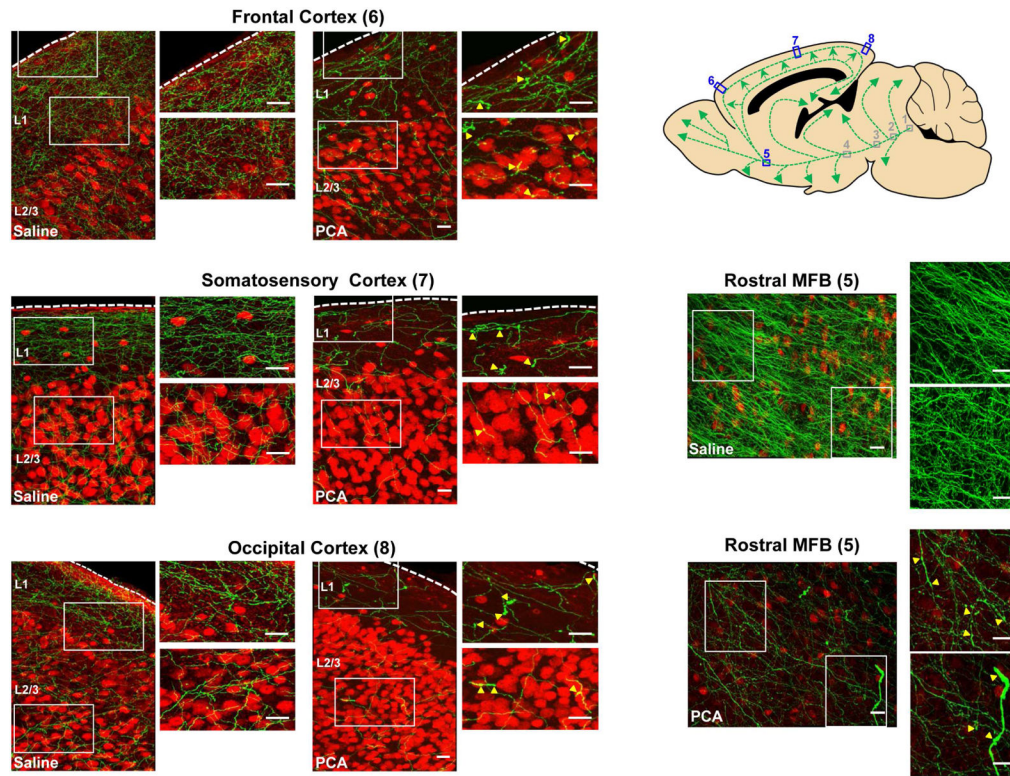 Frontal Cortex (6)
L1
L2/3
Saline
L1
L2/3
PCA
6
7
8
5
4
3
2
1
Somatosensory Cortex (7)
L1
L2/3
Saline
L1
L2/3
PCA
Rostral MFB (5)
Saline
Occipital Cortex (8)
L1
L2/3
Saline
L1
L2/3
PCA
Rostral MFB (5)
PCA